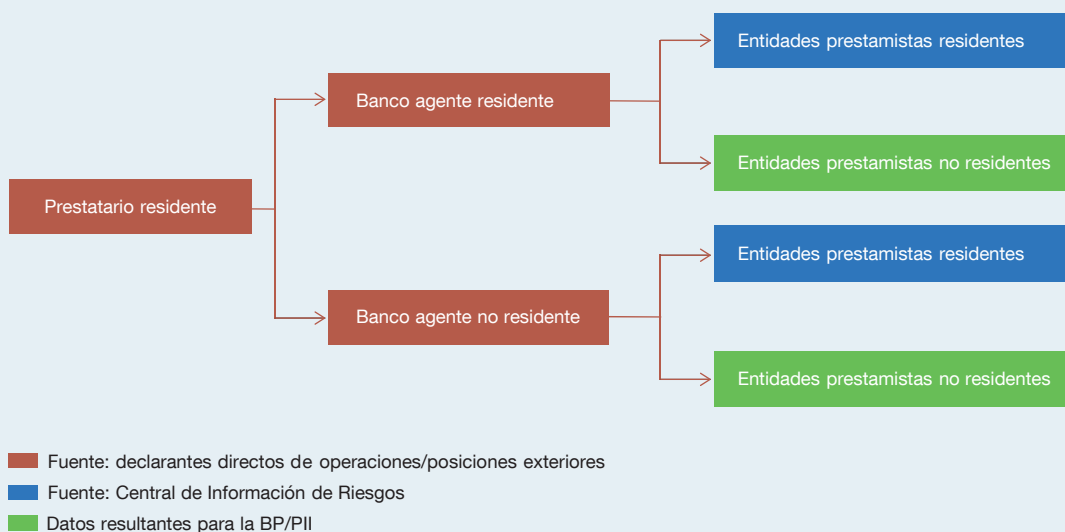 Entidades prestamistas residentes
Banco agente residente
Entidades prestamistas no residentes
Prestatario residente
Entidades prestamistas residentes
Banco agente no residente
Entidades prestamistas no residentes
Fuente: declarantes directos de operaciones/posiciones exteriores
Fuente: Central de Información de Riesgos
Datos resultantes para la BP/PII